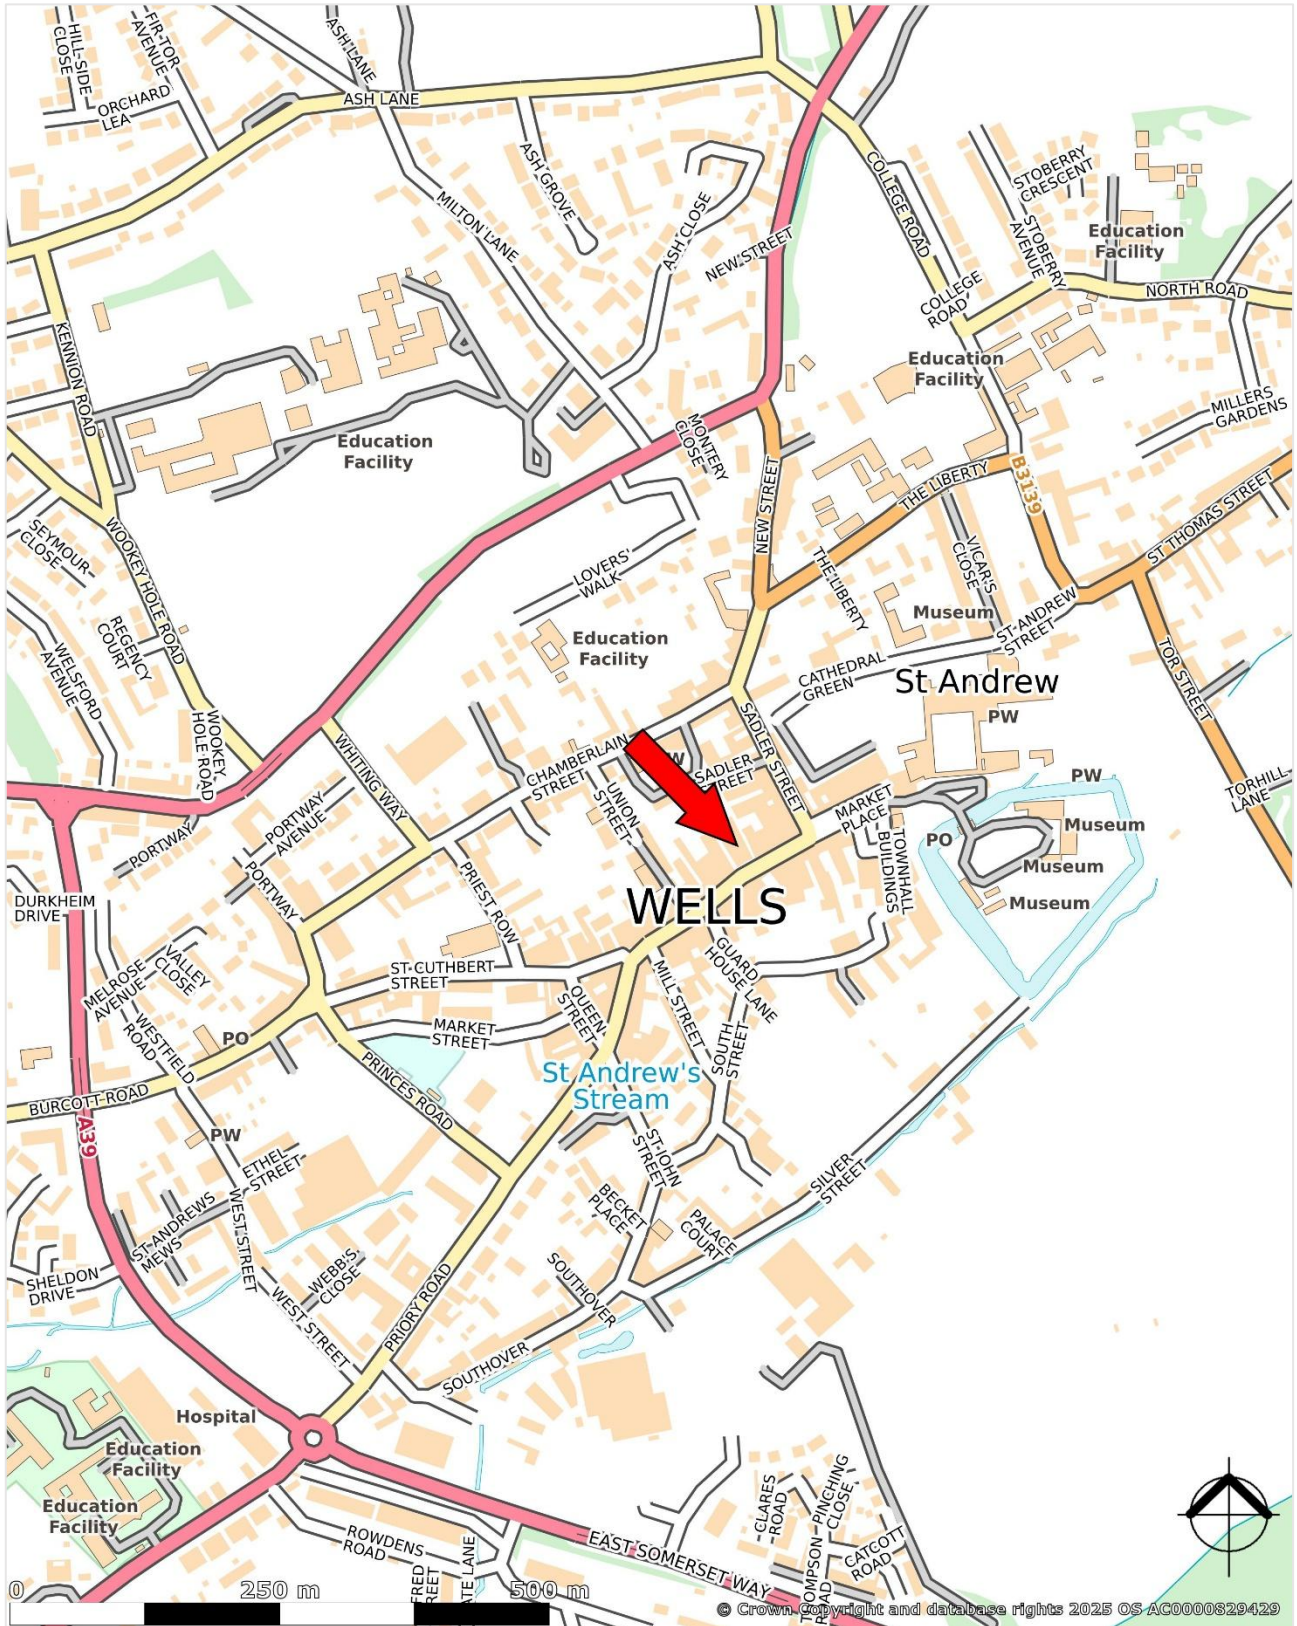 HILL-SIDE
CLOSE
FIR-TOR
AVENUE
ASH LANE
ORCHARD
LEA
ASH LANE
ASH GROVE
MILTON LANE
ASH CLOSE
NEW STREET
COLLEGE ROAD
STOBERRY
CRESCENT
STOBERRY
AVENUE
Education
Facility
NORTH ROAD
COLLEGE
ROAD
KENNION ROAD
Education
Facility
MILLERS
GARDENS
Education
Facility
MONTERY
CLOSE
NEW STREET
THE LIBERTY
B3139
ST THOMAS STREET
SEYMOUR
CLOSE
WOOKEY HOLE ROAD
LOVERS'
WALK
THE LIBERTY
VICAR'S
CLOSE
Museum
ST ANDREW
STREET
REGENCY
COURT
WELSFORD
AVENUE
Education
Facility
CATHEDRAL
GREEN
St Andrew
TOR STREET
PW
WOOKEY
HOLE ROAD
WHITING WAY
CHAMBERLAIN
STREET
W
SADLER
STREET
SADLER STREET
UNION
STREET
PORTWAY
AVENUE
PORTWAY
MARKET
PLACE
PW
TORHILL
LANE
Museum
PO
TOWNHALL
BUILDINGS
Museum
Museum
PORTWAY
PRIEST ROW
WELLS
DURKHEIM
DRIVE
VALLEY
CLOSE
MELROSE
AVENUE
ST CUTHBERT
STREET
GUARD
HOUSE LANE
MILL STREET
QUEEN
STREET
MARKET
STREET
SOUTH
STREET
WESTFIELD
ROAD
PO
PRINCES ROAD
St Andrew's
Stream
BURCOTT ROAD
A39
PW
ETHEL
STREET
ST JOHN
STREET
SILVER
STREET
ST ANDREWS
MEWS
WEST STREET
BECKET
PLACE
PALACE
COURT
SHELDON
DRIVE
WEBB'S
CLOSE
SOUTHOVER
WEST STREET
PRIORY ROAD
SOUTHOVER
Hospital
Education
Facility
Education
Facility
CLARES
ROAD
PINCHING
CLOSE
THOMPSON
ROAD
CATCOTT
ROAD
ROWDENS
ROAD
FRED
REET
ATE LANE
EAST SOMERSET WAY
0
250 m
500 m
© Crown Copyright and database rights 2025 OS AC0000829429